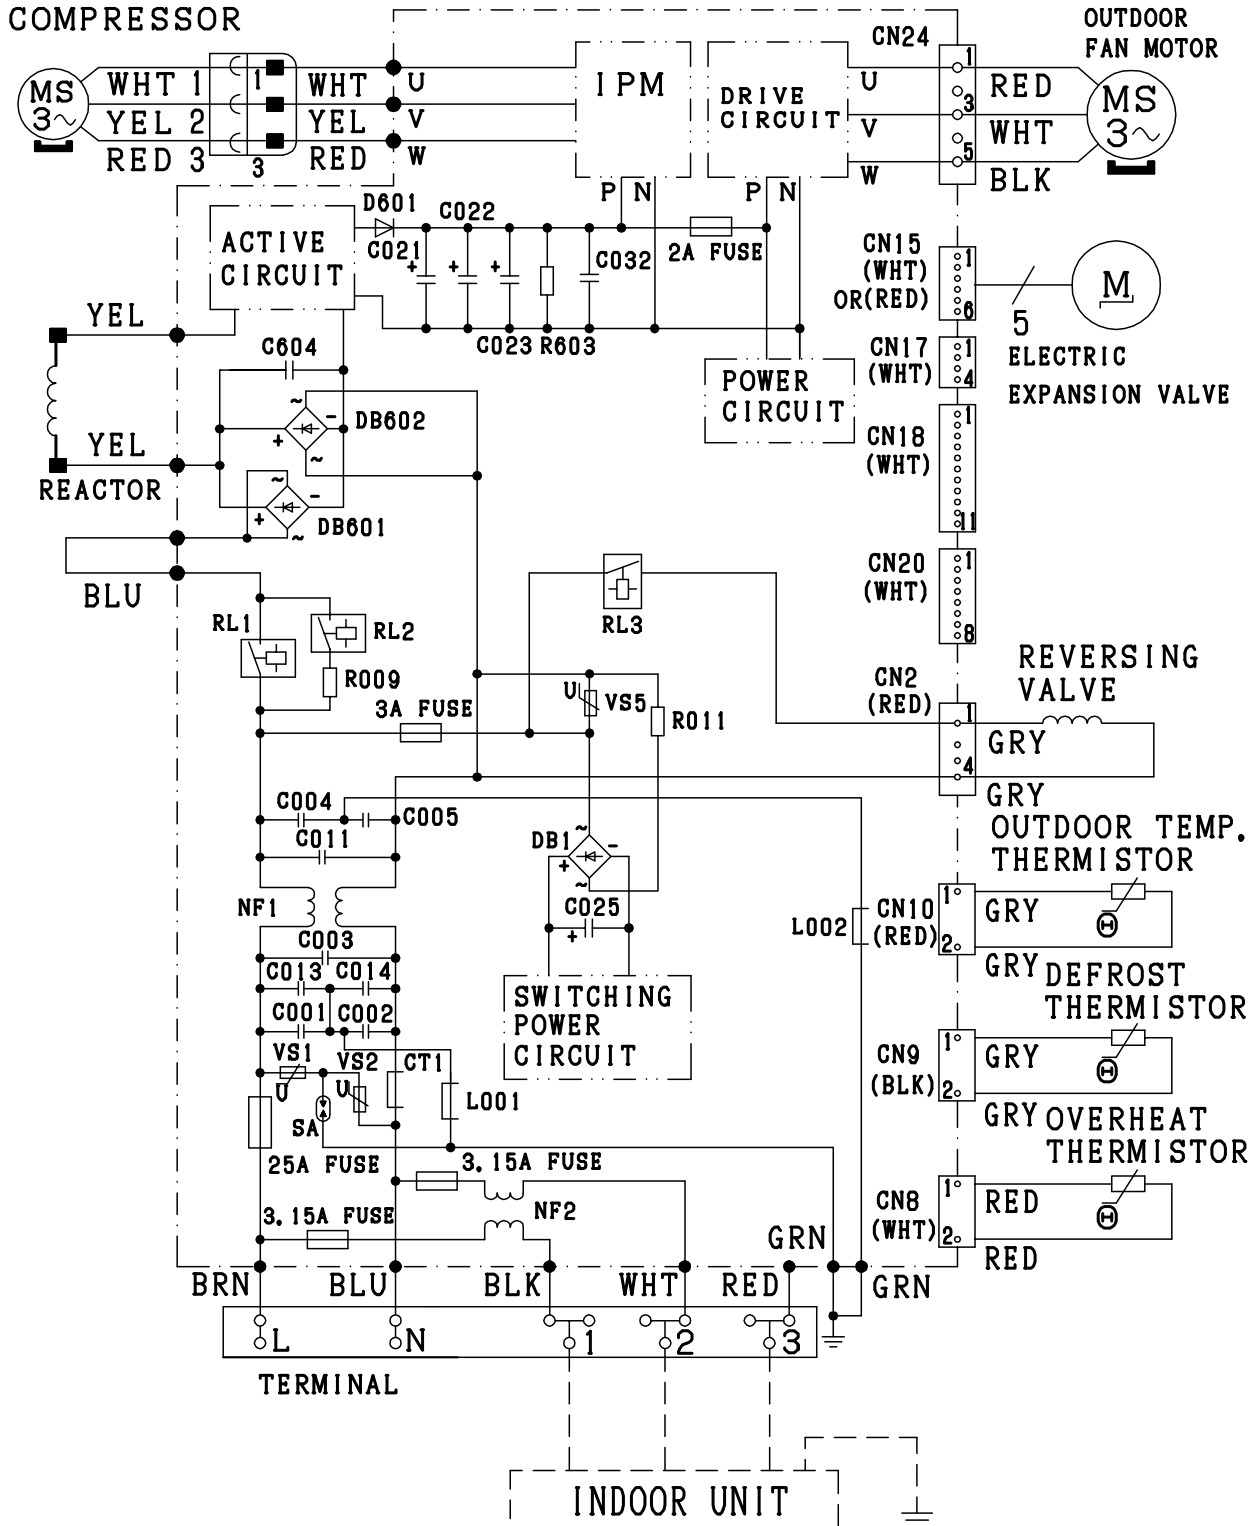 COMPRESSOR
OUTDOOR
FAN MOTOR
CN24
MS
3~
WHT 1
YEL 2
RED 3
1
3
WHT
YEL
RED
U
V
W
IPM
P N
DRIVE
CIRCUIT
P N
U
V
W
1
3
5
RED
WHT
BLK
MS
3~
ACTIVE
CIRCUIT
D601
C021
C022
+
+
+
C023
R603
C032
2A FUSE
CN15
(WHT)
OR(RED)
1
6
5
M
ELECTRIC
EXPANSION VALVE
CN17
(WHT)
1
4
POWER
CIRCUIT
CN18
(WHT)
1
11
CN20
(WHT)
1
8
YEL
YEL
REACTOR
C604
DB602
~
-
+
~
DB601
~
-
+
~
BLU
RL1
RL2
R009
RL3
3A FUSE
U
VS5
R011
CN2
(RED)
1
4
REVERSING
VALVE
GRY
GRY
C004
C005
C011
NF1
C003
C013
C014
C001
C002
VS1
U
VS2
U
SA
CT1
L001
25A FUSE
DB1
~
-
+
~
C025
+
SWITCHING
POWER
CIRCUIT
L002
OUTDOOR TEMP.
THERMISTOR
CN10
(RED)
1
2
GRY
GRY
Θ
DEFROST
THERMISTOR
CN9
(BLK)
1
2
GRY
GRY
Θ
OVERHEAT
THERMISTOR
CN8
(WHT)
1
2
RED
RED
Θ
3.15A FUSE
3.15A FUSE
NF2
BRN
BLU
BLK
WHT
RED
GRN
GRN
L
N
1
2
3
TERMINAL
INDOOR UNIT